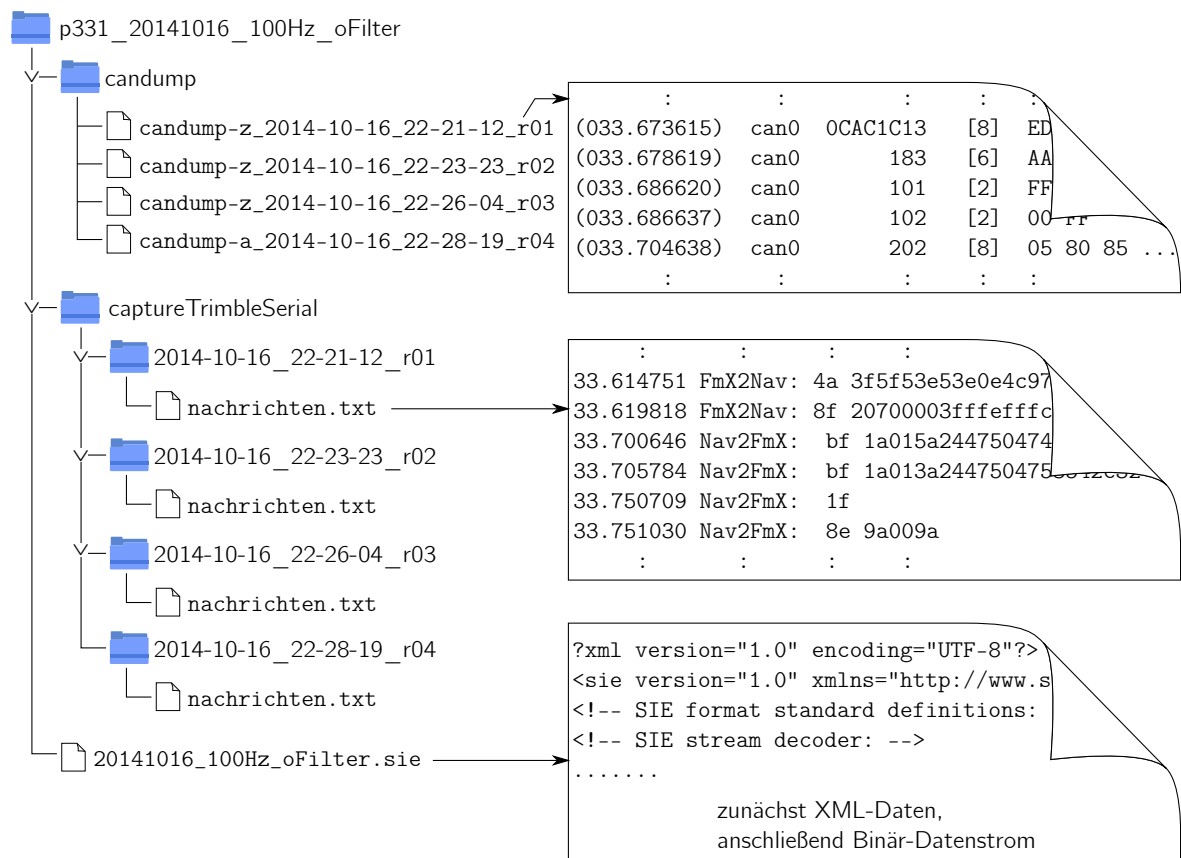 p331_20141016_100Hz_oFilter
candump
candump-z_2014-10-16_22-21-12_r01
candump-z_2014-10-16_22-23-23_r02
candump-z_2014-10-16_22-26-04_r03
candump-a_2014-10-16_22-28-19_r04
: : : : :
(033.673615) can0 0CAC1C13 [8] ED
(033.678619) can0 183 [6] AA
(033.686620) can0 101 [2] FF
(033.686637) can0 102 [2] 00 FF
(033.704638) can0 202 [8] 05 80 85 ...
: : : : :
captureTrimbleSerial
2014-10-16_22-21-12_r01
nachrichten.txt
2014-10-16_22-23-23_r02
nachrichten.txt
2014-10-16_22-26-04_r03
nachrichten.txt
2014-10-16_22-28-19_r04
nachrichten.txt
: : : :
33.614751 FmX2Nav: 4a 3f5f53e53e0e4c97
33.619818 FmX2Nav: 8f 20700003fffefffc
33.700646 Nav2FmX: bf 1a015a244750474
33.705784 Nav2FmX: bf 1a013a244750475
33.750709 Nav2FmX: 1f
33.751030 Nav2FmX: 8e 9a009a
: : : :
20141016_100Hz_oFilter.sie
?xml version="1.0" encoding="UTF-8"?>
<sie version="1.0" xmlns="http://www.s
<!-- SIE format standard definitions:
<!-- SIE stream decoder: -->
.......
zunächst XML-Daten,
anschließend Binär-Datenstrom